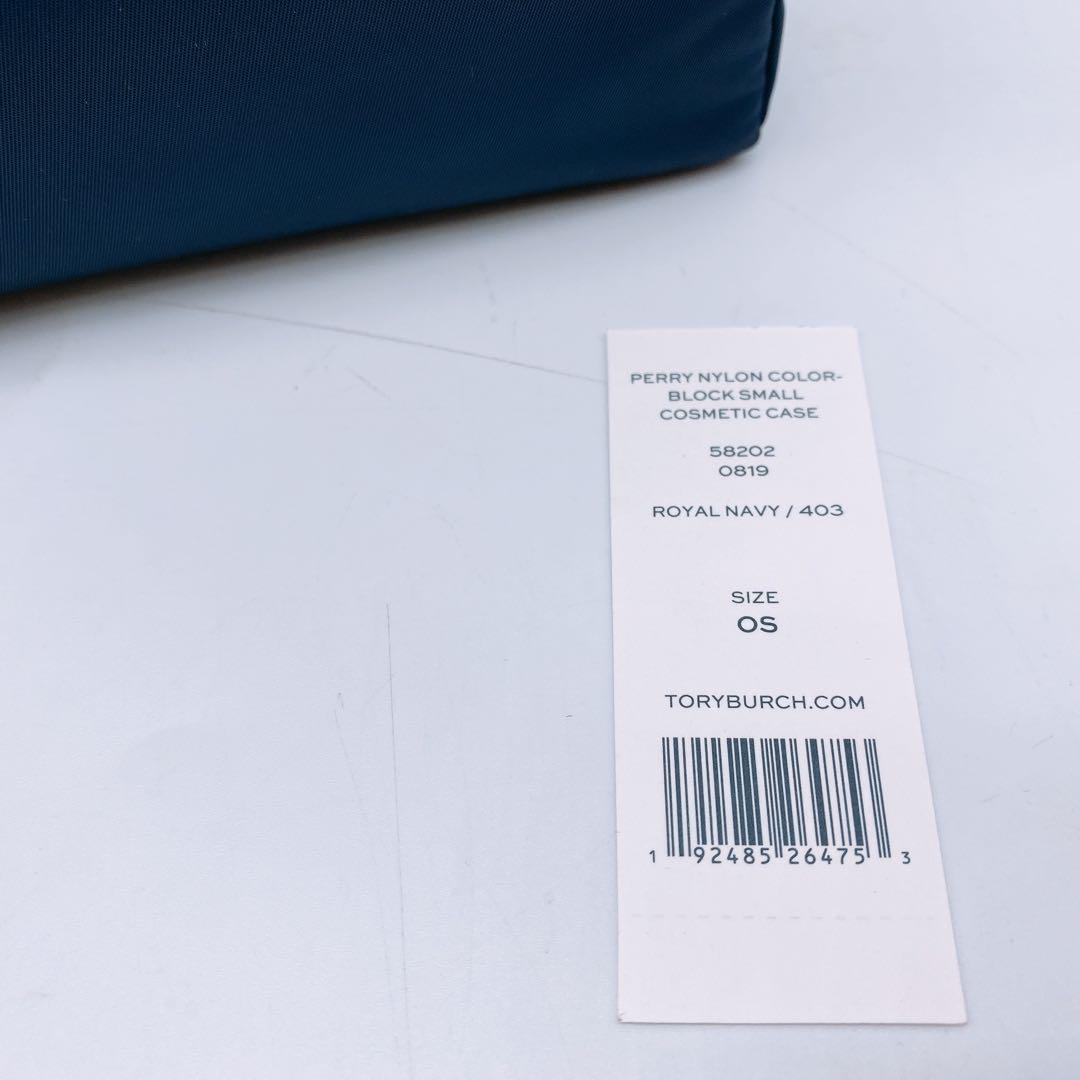 PERRY NYLON COLOR-
BLOCK SMALL
COSMETIC CASE
58202
0819
ROYAL NAVY / 403
SIZE
OS
TORYBURCH.COM
1 92485 26475 3